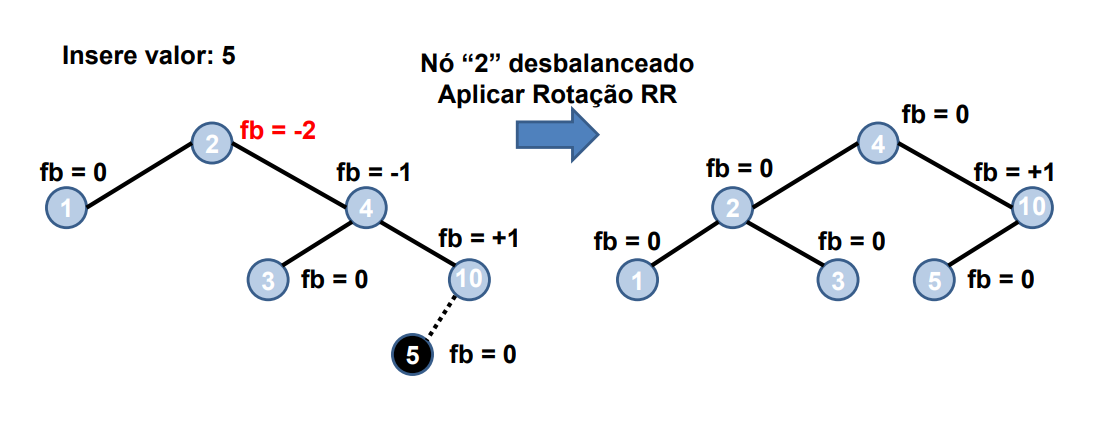 Insere valor: 5
Nó “2” desbalanceado
Aplicar Rotação RR
2
fb = -2
fb = 0
1
fb = -1
4
fb = +1
3
fb = 0
10
5
fb = 0
fb = 0
4
fb = 0
2
fb = +1
10
fb = 0
1
fb = 0
3
5
fb = 0